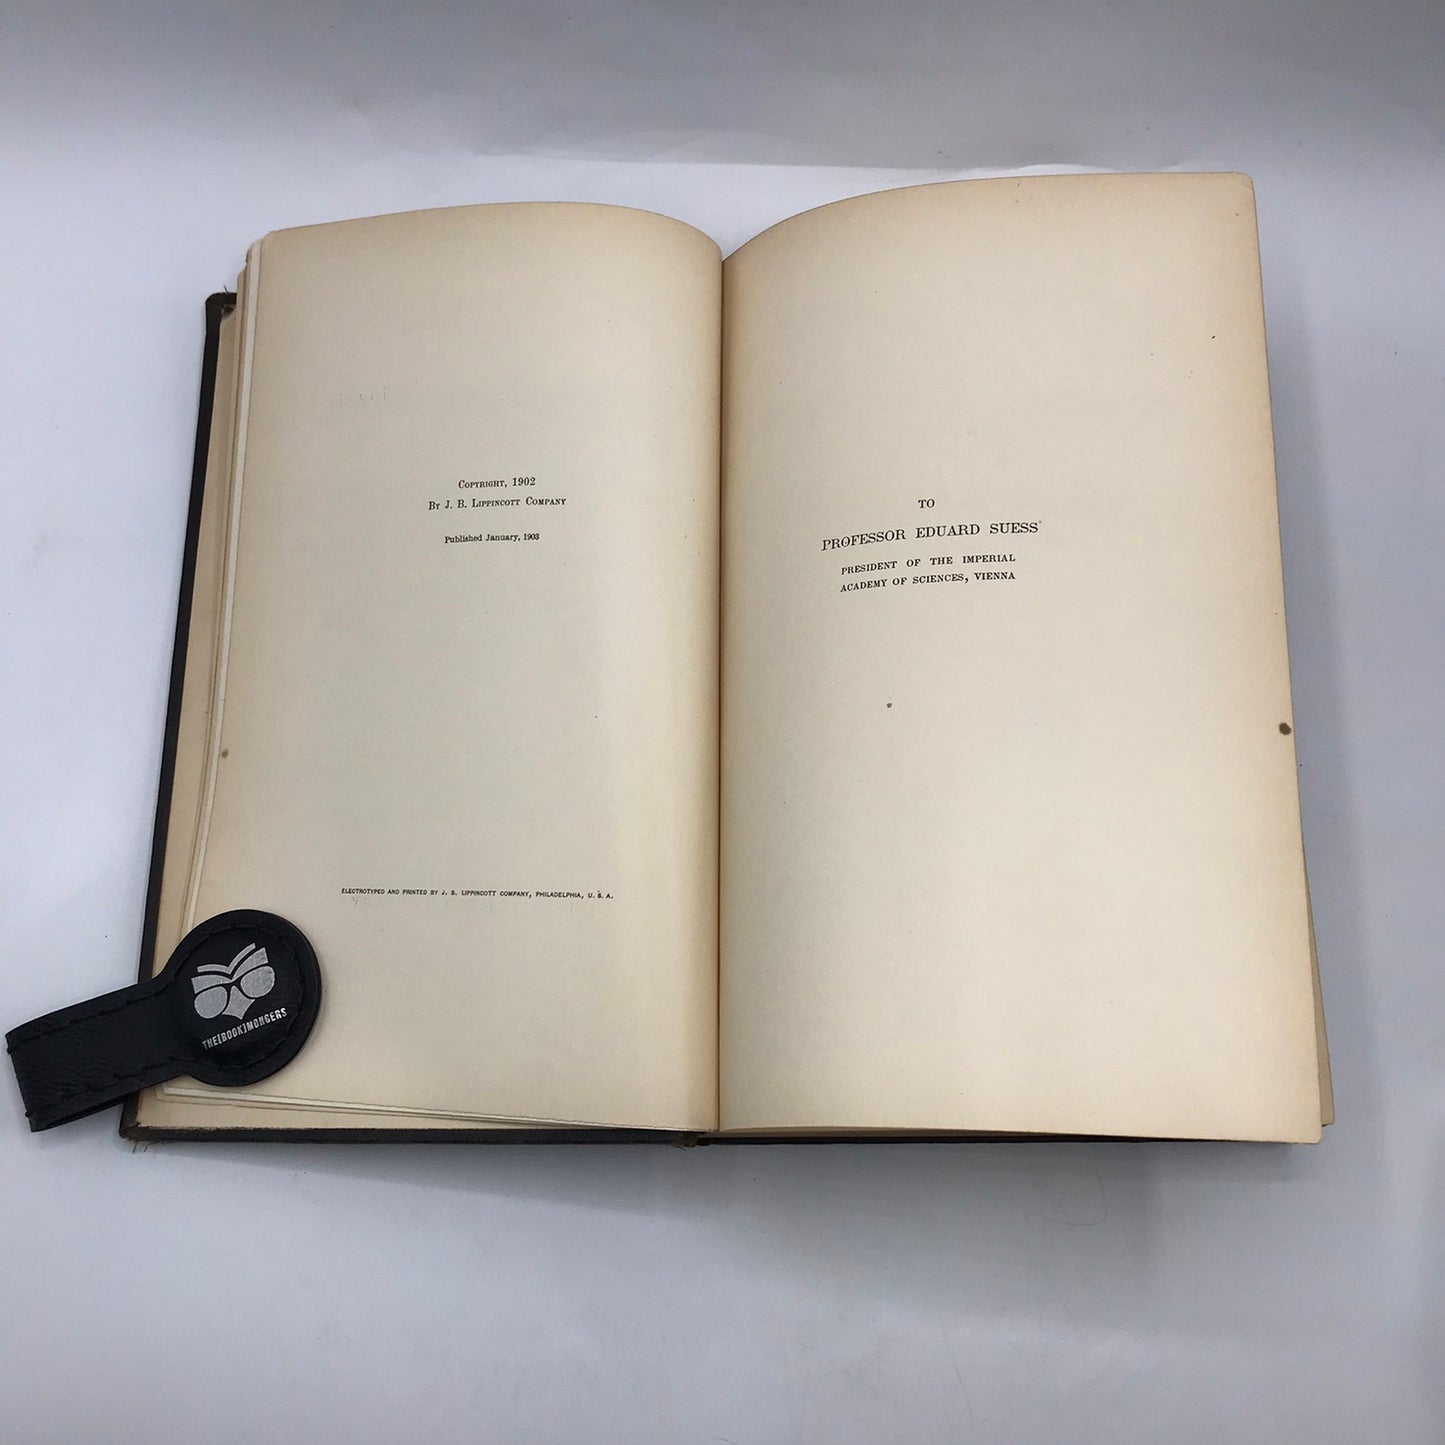 Copyright, 1902
By J. B. Lippincott Company
Published January, 1903
ELECTROTYPED AND PRINTED BY J. B. LIPPINCOTT COMPANY, PHILADELPHIA, U. S. A.
THE[BOOK]MONGERS
TO
PROFESSOR EDUARD SUESS
PRESIDENT OF THE IMPERIAL
ACADEMY OF SCIENCES, VIENNA